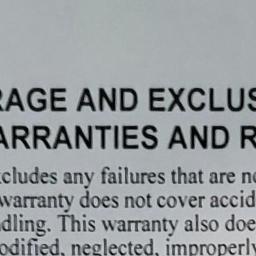 RAGE AND EXCLUS
ARRANTIES AND R
cludes any failures that are no
warranty does not cover accid
dling. This warranty also doe
odified, neglected, improperly